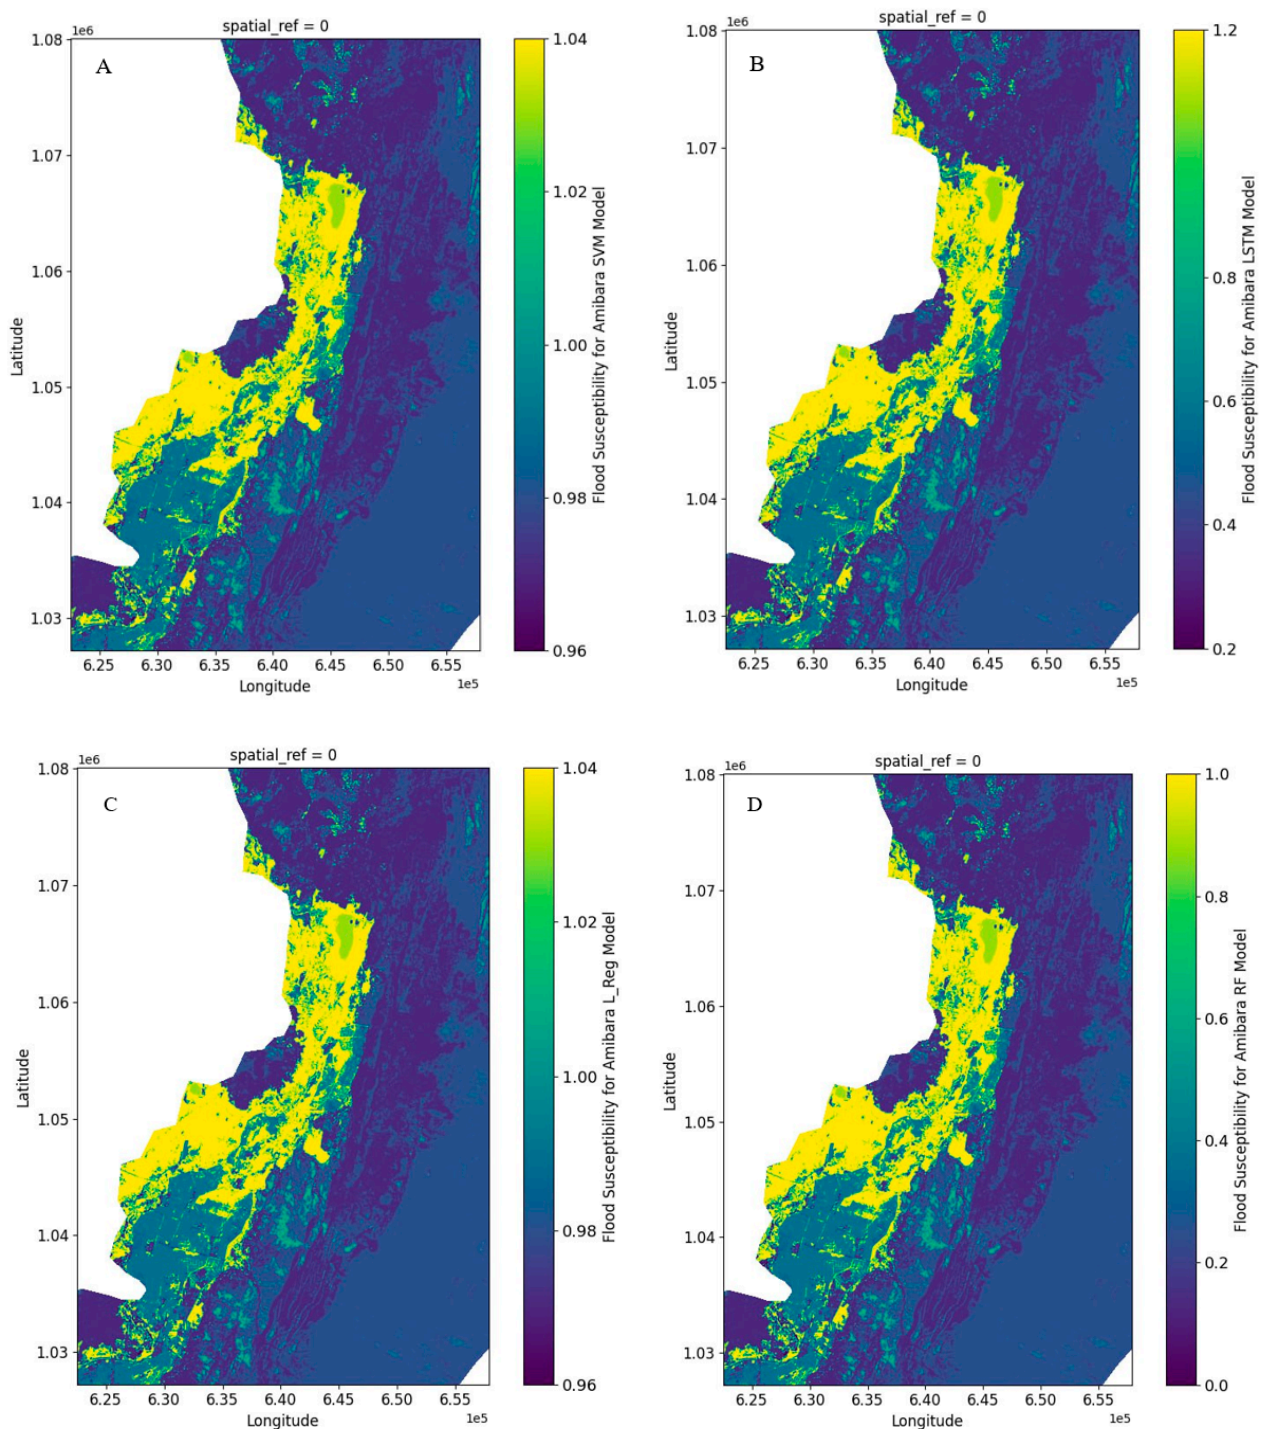 spatial_ref = 0
1e6
A
1.08
1.07
1.06
1.05
1.04
1.03
Latitude
6.25 6.30 6.35 6.40 6.45 6.50 6.55
1e5
Longitude
1.04
1.02
1.00
0.98
0.96
Flood Susceptibility for Amibara SVM Model
spatial_ref = 0
1e6
B
1.08
1.07
1.06
1.05
1.04
1.03
Latitude
6.25 6.30 6.35 6.40 6.45 6.50 6.55
1e5
Longitude
1.2
0.8
0.6
0.4
0.2
Flood Susceptibility for Amibara LSTM Model
spatial_ref = 0
1e6
C
1.08
1.07
1.06
1.05
1.04
1.03
Latitude
6.25 6.30 6.35 6.40 6.45 6.50 6.55
1e5
Longitude
1.04
1.02
1.00
0.98
0.96
Flood Susceptibility for Amibara L_Reg Model
spatial_ref = 0
1e6
D
1.08
1.07
1.06
1.05
1.04
1.03
Latitude
6.25 6.30 6.35 6.40 6.45 6.50 6.55
1e5
Longitude
1.0
0.8
0.6
0.4
0.2
0.0
Flood Susceptibility for Amibara RF Model